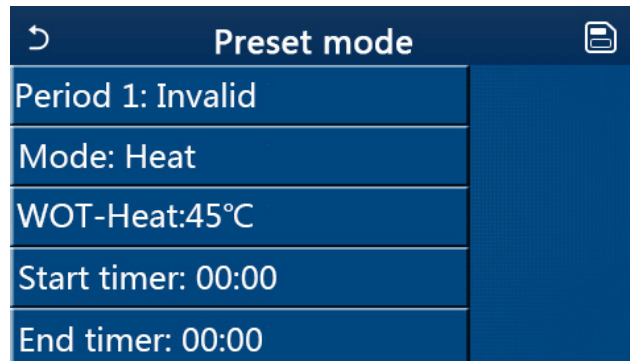 Preset mode
Period 1: Invalid
Mode: Heat
WOT-Heat:45℃
Start timer: 00:00
End timer: 00:00